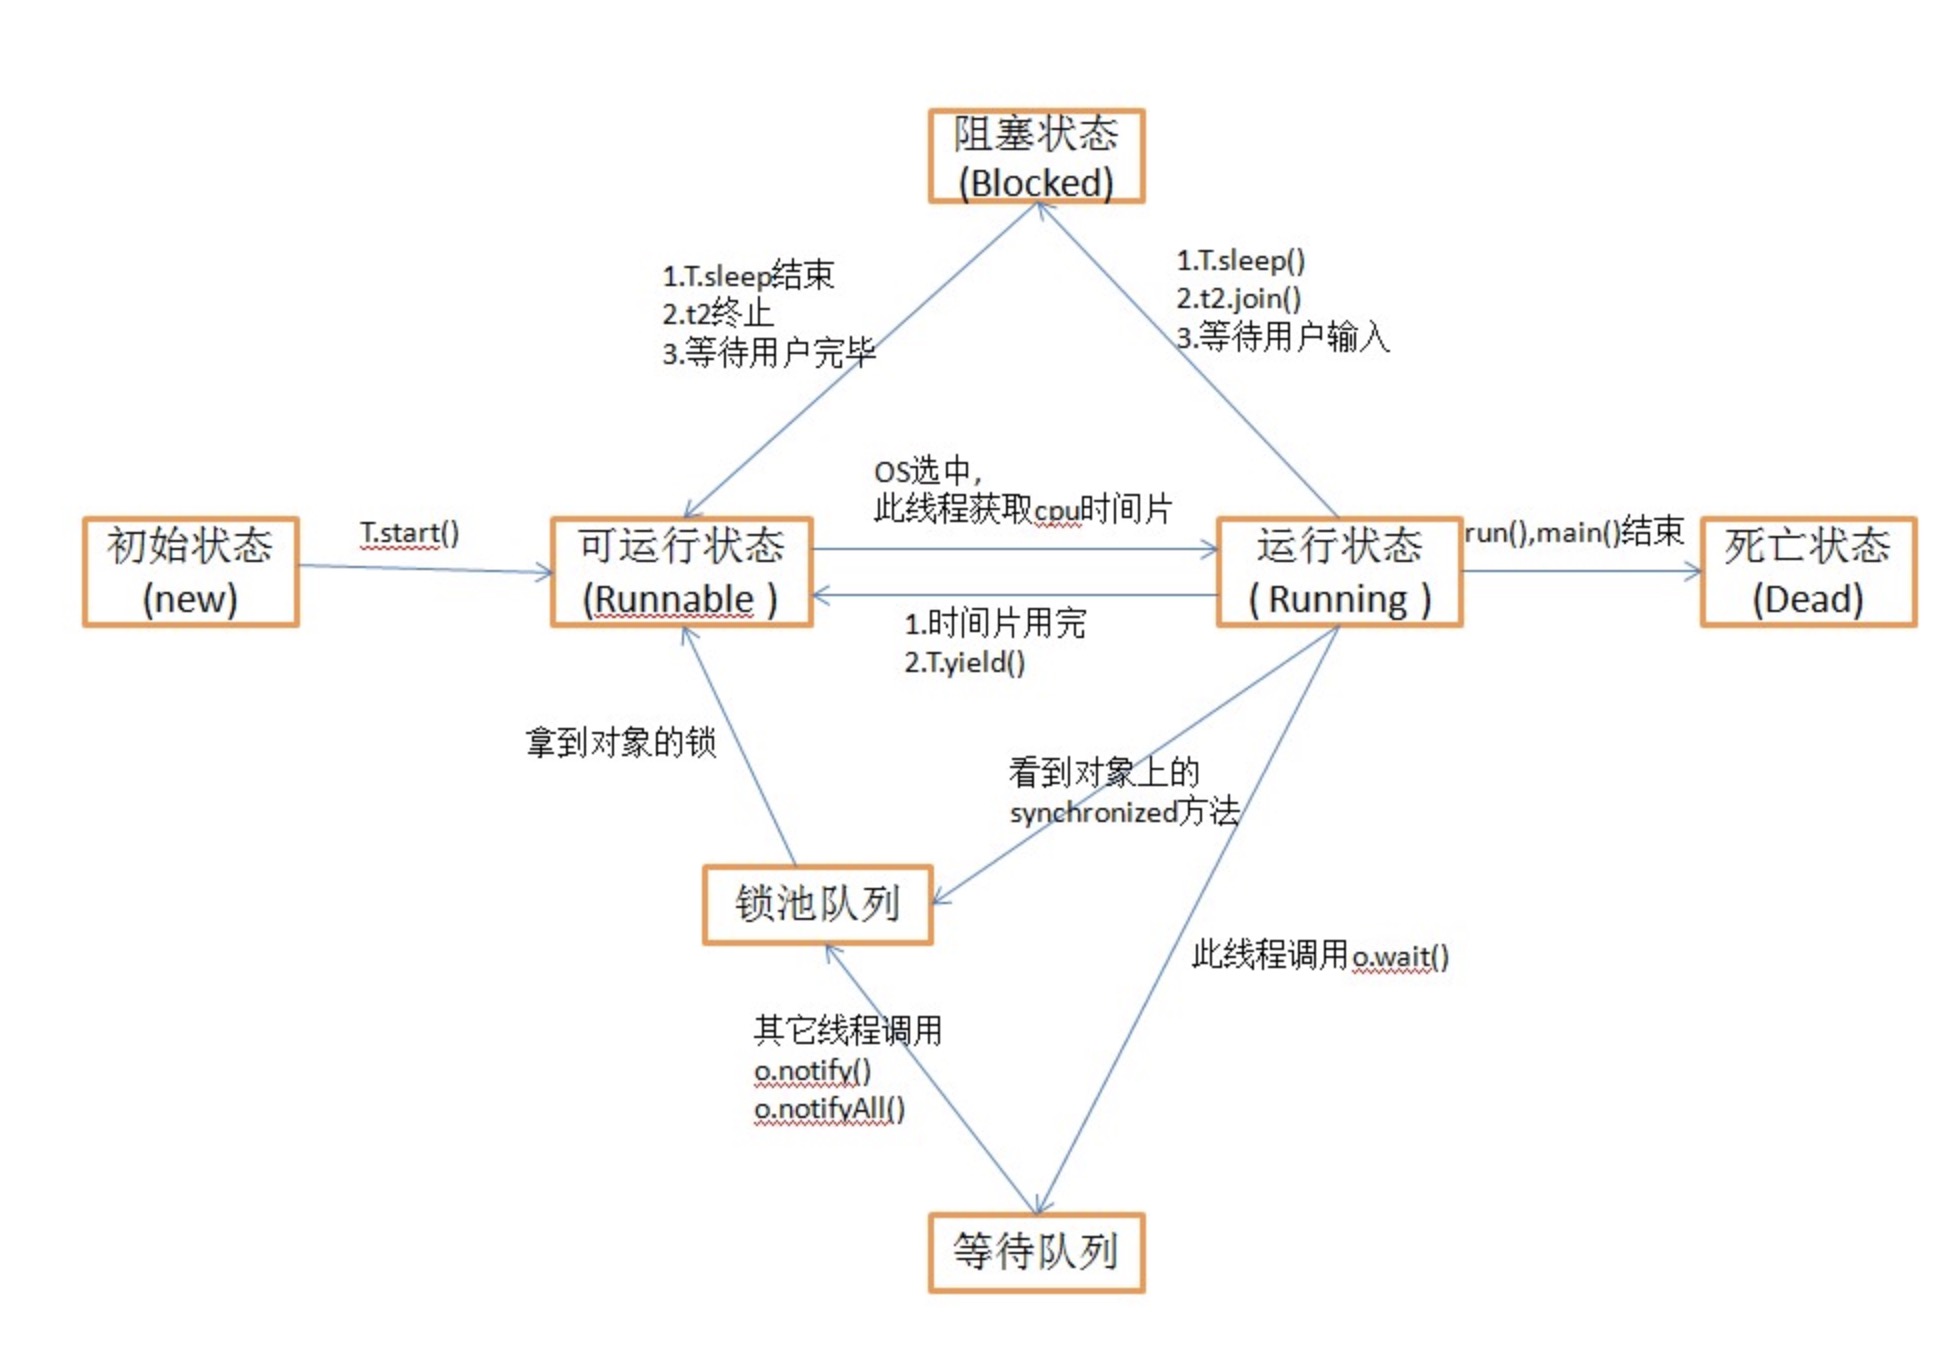 阻塞状态
(Blocked)
1.T.sleep()
2.t2.join()
3.等待用户输入
1.T.sleep结束
2.t2终止
3.等待用户完毕
OS选中,
此线程获取cpu时间片
初始状态
(new)
T.start()
可运行状态
(Runnable )
运行状态
( Running )
run(),main()结束
死亡状态
(Dead)
1.时间片用完
2.T.yield()
拿到对象的锁
看到对象上的
synchronized方法
锁池队列
此线程调用o.wait()
其它线程调用
o.notify()
o.notifyAll()
等待队列